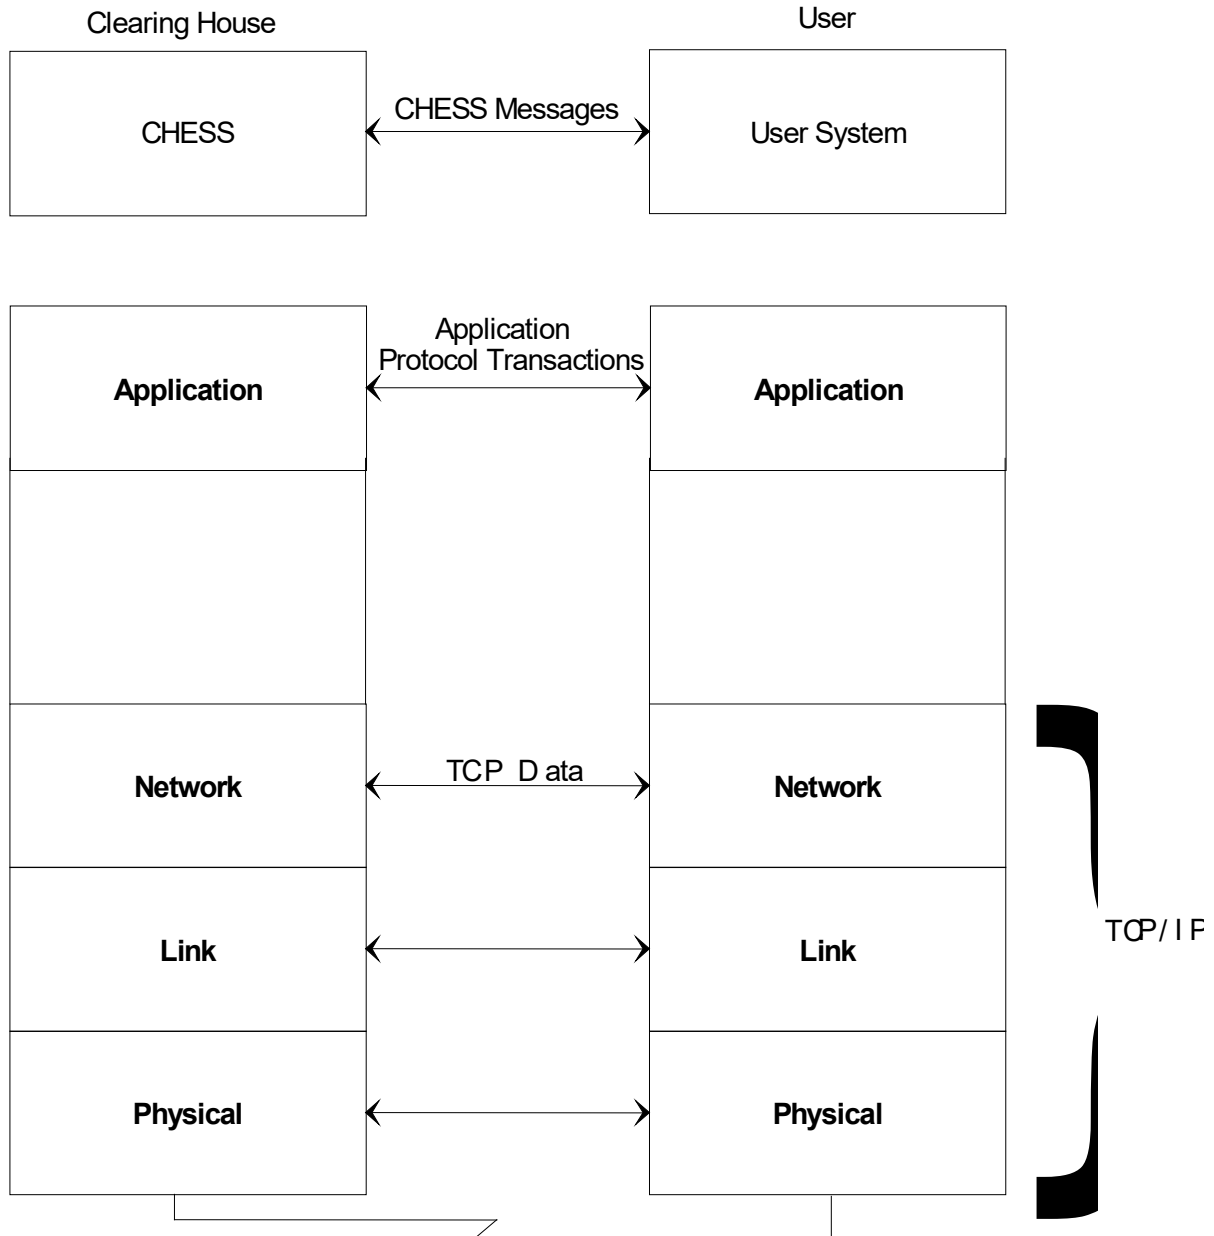 Clearing House
User
CHESS
CHESS Messages
User System
Application
Protocol Transactions
Application
Application
Network
TCP Data
Network
Link
Link
TCP/IP
Physical
Physical